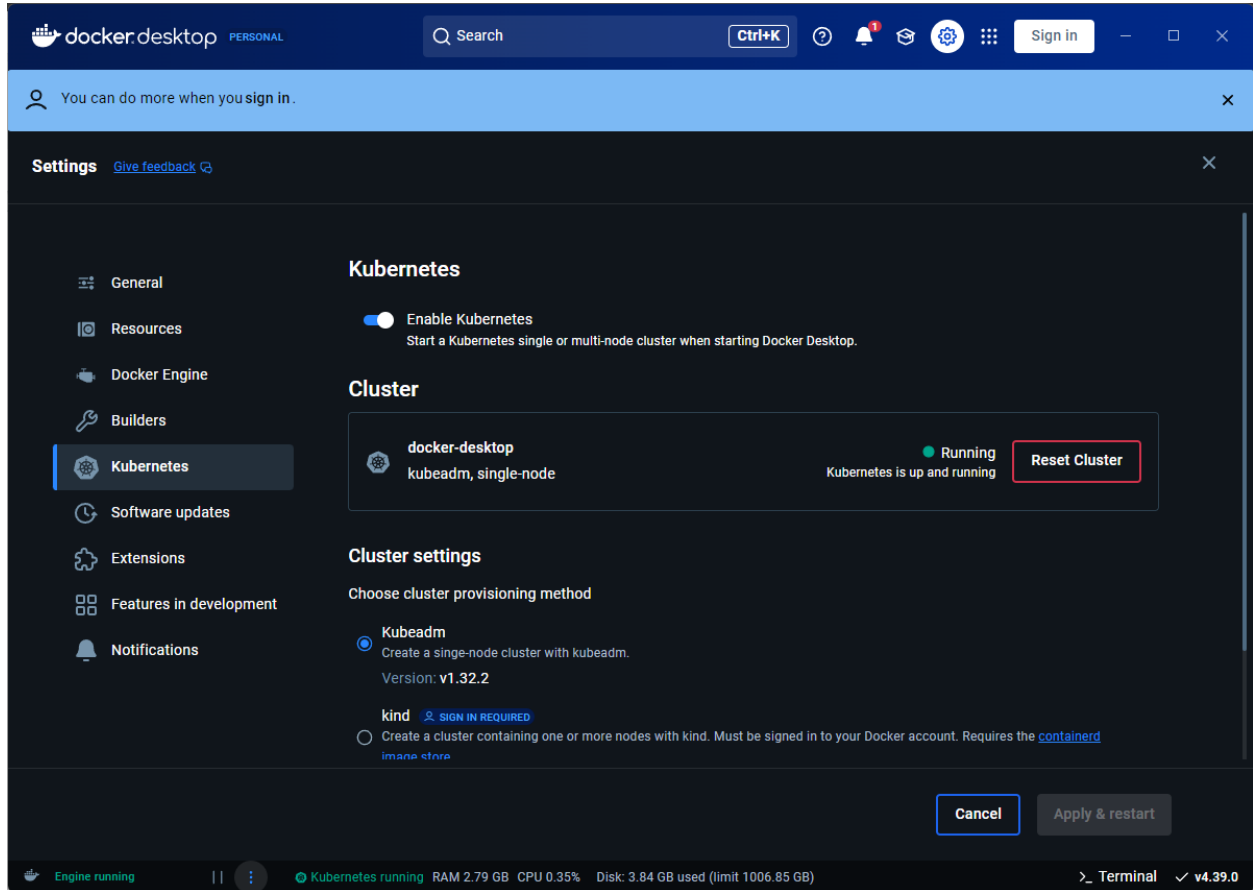 docker.desktop PERSONAL
Search
Ctrl+K
1
Sign in
You can do more when you sign in.
Settings Give feedback
General
Resources
Docker Engine
Builders
Kubernetes
Software updates
Extensions
Features in development
Notifications
Kubernetes
Enable Kubernetes
Start a Kubernetes single or multi-node cluster when starting Docker Desktop.
Cluster
docker-desktop
kubeadm, single-node
Running
Kubernetes is up and running
Reset Cluster
Cluster settings
Choose cluster provisioning method
Kubeadm
Create a singe-node cluster with kubeadm.
Version: v1.32.2
kind SIGN IN REQUIRED
Create a cluster containing one or more nodes with kind. Must be signed in to your Docker account. Requires the containerd
image store
Cancel
Apply & restart
Engine running
Kubernetes running RAM 2.79 GB CPU 0.35% Disk: 3.84 GB used (limit 1006.85 GB)
>_ Terminal
v4.39.0